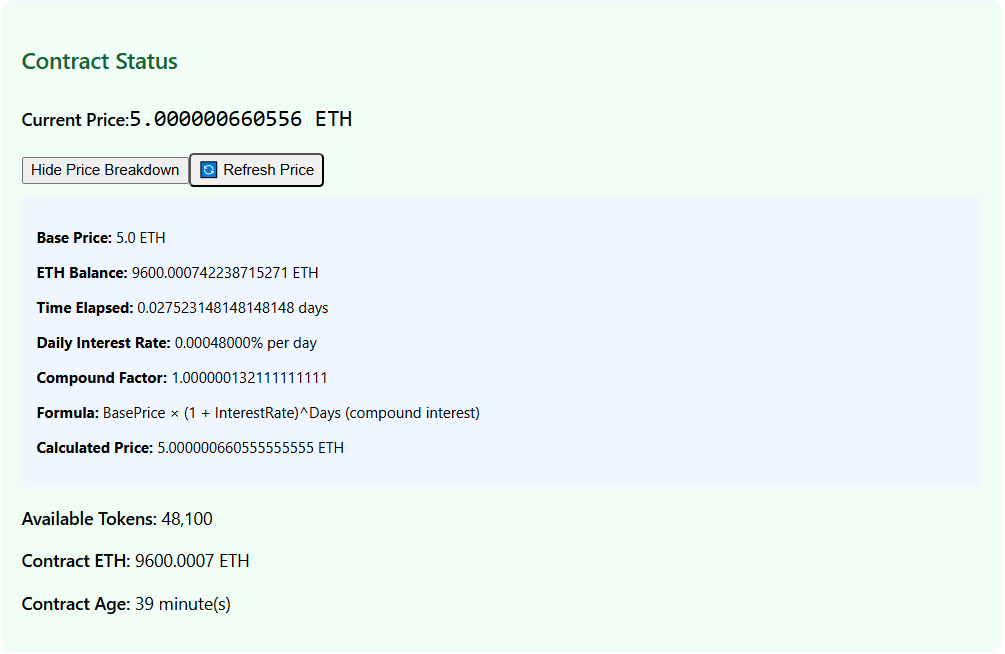 Contract Status
Current Price:5.000000660556 ETH
Hide Price Breakdown 🔄 Refresh Price
Base Price: 5.0 ETH
ETH Balance: 9600.000742238715271 ETH
Time Elapsed: 0.027523148148148148 days
Daily Interest Rate: 0.00048000% per day
Compound Factor: 1.000000132111111111
Formula: BasePrice × (1 + InterestRate)^Days (compound interest)
Calculated Price: 5.000000660555555555 ETH
Available Tokens: 48,100
Contract ETH: 9600.0007 ETH
Contract Age: 39 minute(s)